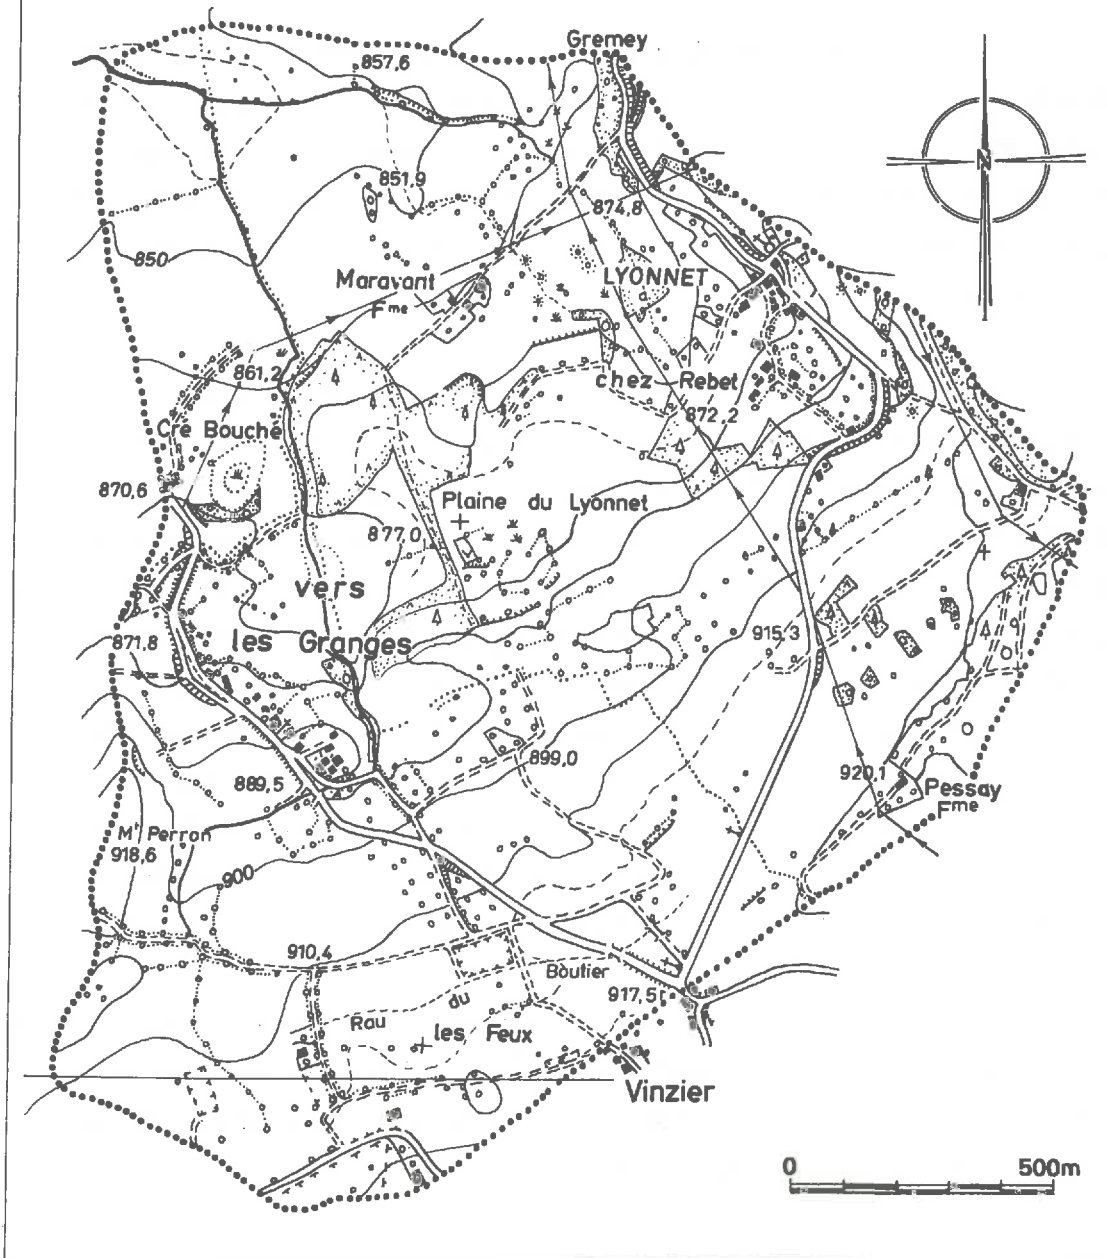 Gremey
857,6
N
851,9
874,8
850
Maravant
Fme
LYONNET
861,2
chez Rebet
872,2
Cré Bouche
870,6
Plaine du Lyonnet
877,0
vers
les Granges
871,8
915,3
899,0
889,5
920,1
Pessay
Fme
Mt Perron
918,6
900
910,4
Boutier
917,5
du
Rau
les Feux
Vinzier
0
500m